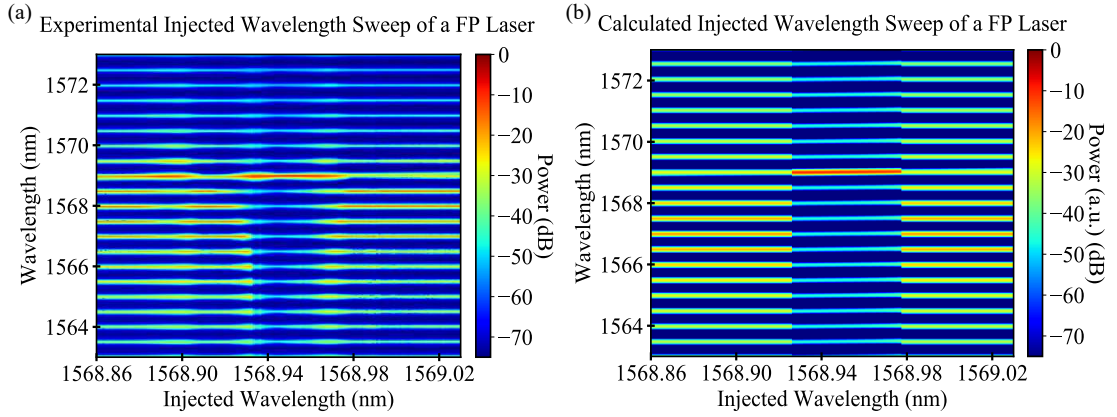 (a)
Experimental Injected Wavelength Sweep of a FP Laser
Wavelength (nm)
1572
1570
1568
1566
1564
1568.86 1568.90 1568.94 1568.98 1569.02
Injected Wavelength (nm)
0
−10
−20
−30
−40
−50
−60
−70
Power (dB)
(b)
Calculated Injected Wavelength Sweep of a FP Laser
Wavelength (nm)
1572
1570
1568
1566
1564
1568.86 1568.90 1568.94 1568.98 1569.02
Injected Wavelength (nm)
0
−10
−20
−30
−40
−50
−60
−70
Power (a.u.) (dB)